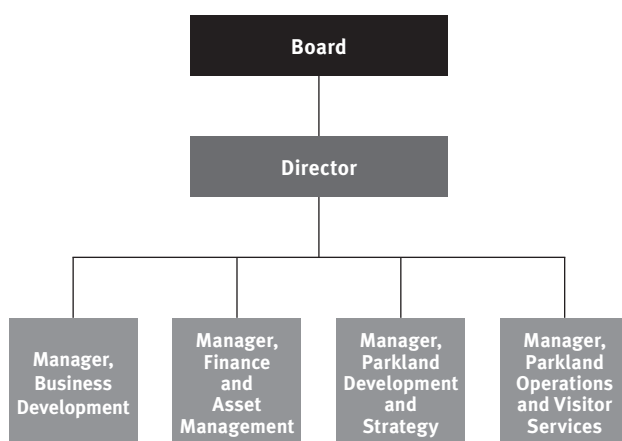 Board
Director
Manager,
Business
Development
Manager,
Finance
and
Asset
Management
Manager,
Parkland
Development
and
Strategy
Manager,
Parkland
Operations
and Visitor
Services